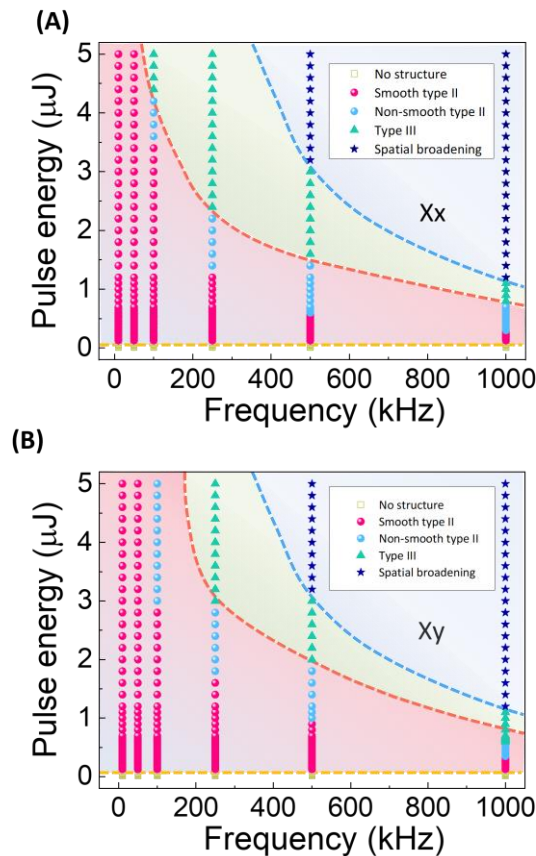 (A)
5
4
3
2
1
0
Pulse energy (μJ)
No structure
Smooth type II
Non-smooth type II
Type III
Spatial broadening
Xx
0 200 400 600 800 1000
Frequency (kHz)
(B)
5
4
3
2
1
0
Pulse energy (μJ)
No structure
Smooth type II
Non-smooth type II
Type III
Spatial broadening
Xy
0 200 400 600 800 1000
Frequency (kHz)